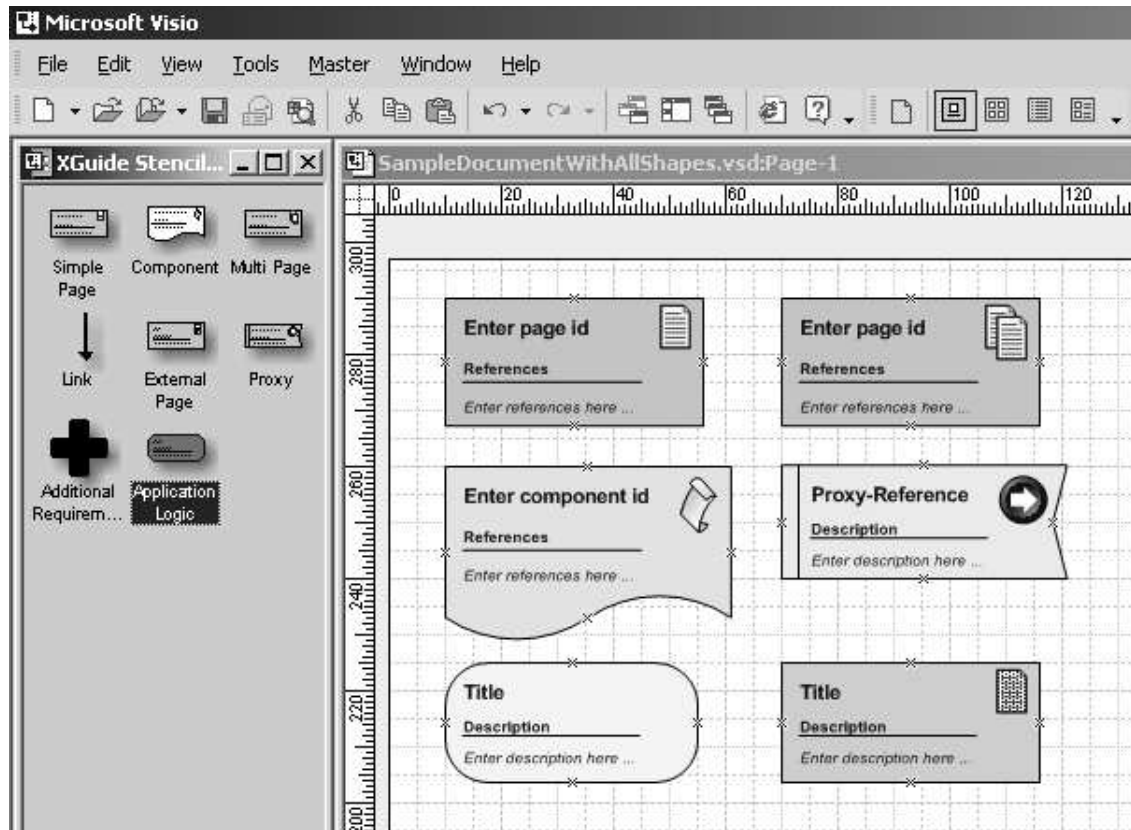 Microsoft Visio
File Edit View Tools Master Window Help
XGuide Stencil...
Simple Page
Component
Multi Page
Link
External Page
Proxy
Additional Requirem...
Application Logic
SampleDocumentWithAllShapes.vsd:Page-1
0 20 40 60 80 100 120
300
280
260
240
220
200
Enter page id
References
Enter references here ...
Enter page id
References
Enter references here ...
Enter component id
References
Enter references here ...
Proxy-Reference
Description
Enter description here ...
Title
Description
Enter description here ...
Title
Description
Enter description here ...